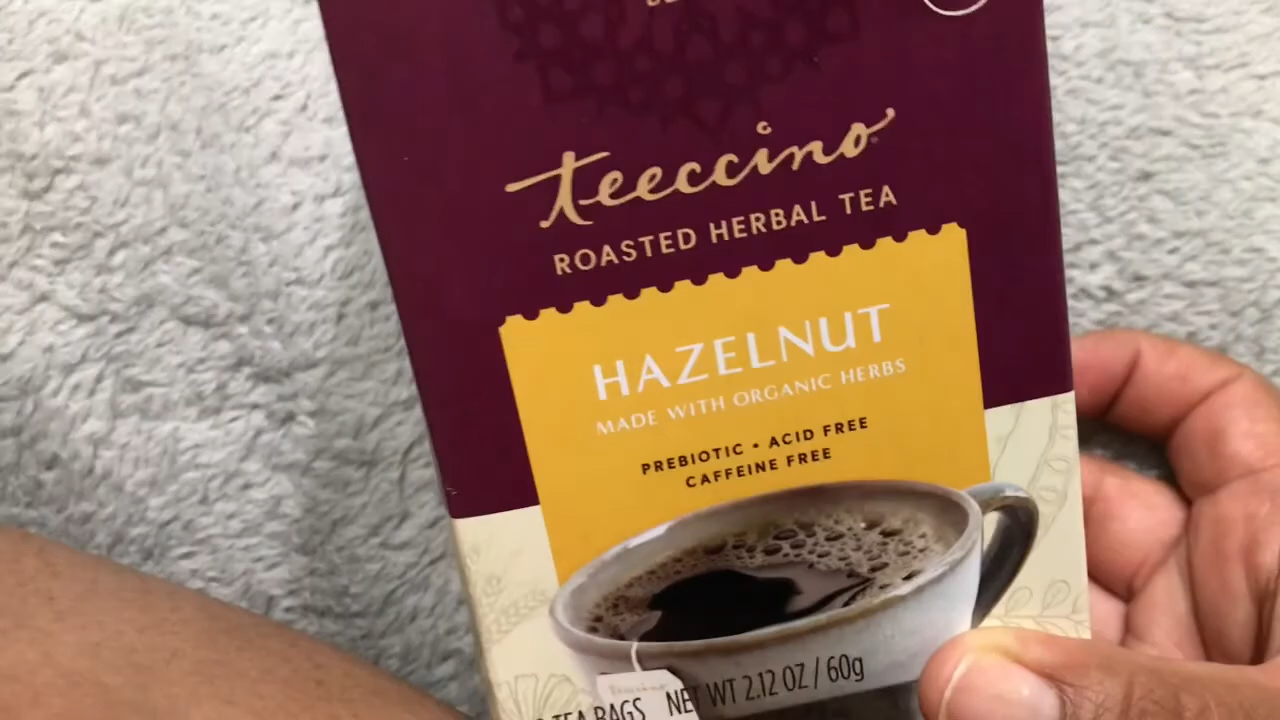 teeccino
ROASTED HERBAL TEA
HAZELNUT
MADE WITH ORGANIC HERBS
PREBIOTIC • ACID FREE
CAFFEINE FREE
teeccino
TEA BAGS NET WT 2.12 OZ / 60g